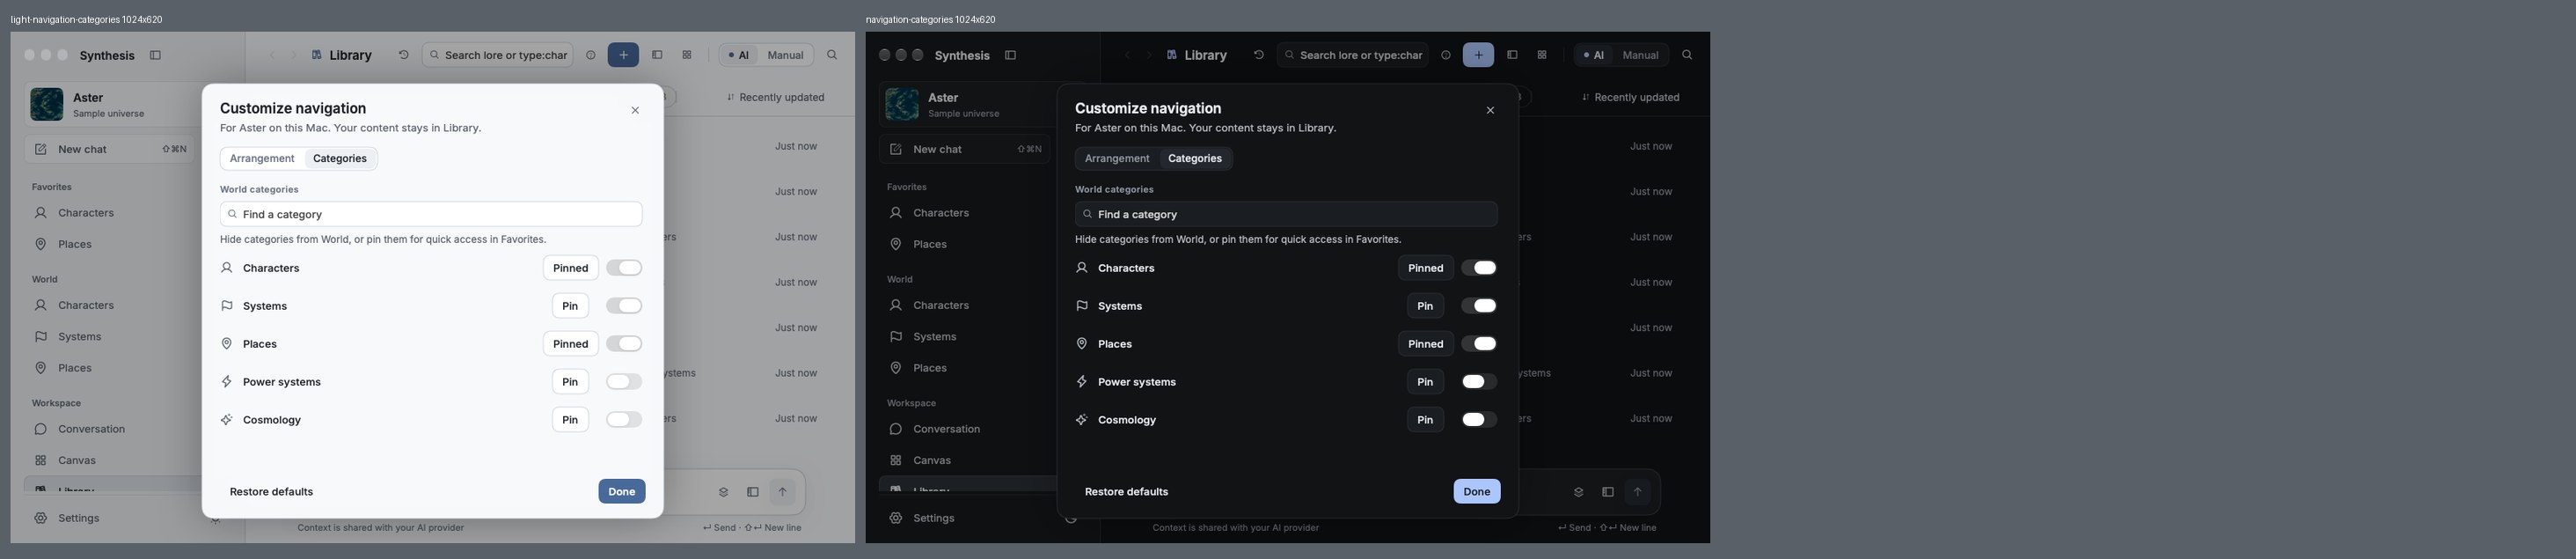 light-navigation-categories 1024x620
Synthesis
Library
Search lore or type:char
AI
Manual
Aster
Sample universe
Recently updated
New chat
⇧⌘N
Favorites
Characters
Places
World
Characters
Systems
Places
Workspace
Conversation
Canvas
Library
Settings
Customize navigation
For Aster on this Mac. Your content stays in Library.
Arrangement
Categories
World categories
Find a category
Hide categories from World, or pin them for quick access in Favorites.
Characters
Pinned
Systems
Pin
Places
Pinned
Power systems
Pin
Cosmology
Pin
Restore defaults
Done
Just now
Just now
Just now
Just now
Just now
Just now
Just now
Context is shared with your AI provider
↵ Send · ⇧↵ New line
navigation-categories 1024x620
Synthesis
Library
Search lore or type:char
AI
Manual
Aster
Sample universe
Recently updated
New chat
⇧⌘N
Favorites
Characters
Places
World
Characters
Systems
Places
Workspace
Conversation
Canvas
Library
Settings
Customize navigation
For Aster on this Mac. Your content stays in Library.
Arrangement
Categories
World categories
Find a category
Hide categories from World, or pin them for quick access in Favorites.
Characters
Pinned
Systems
Pin
Places
Pinned
Power systems
Pin
Cosmology
Pin
Restore defaults
Done
Just now
Just now
Just now
Just now
Just now
Just now
Just now
Context is shared with your AI provider
↵ Send · ⇧↵ New line